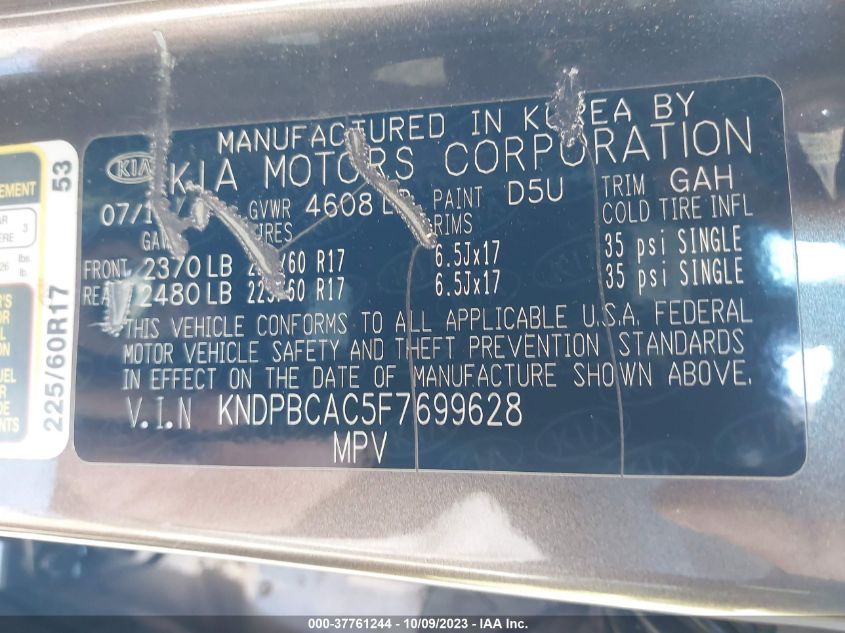 MANUFACTURED IN KOREA BY
KIA KIA MOTORS CORPORATION
GVWR 4608 LB PAINT D5U TRIM GAH
RIMS COLD TIRE INFL
FRONT 2370 LB R17 6.5Jx17 35 psi SINGLE
REAR 2480 LB 60 R17 6.5Jx17 35 psi SINGLE
THIS VEHICLE CONFORMS TO ALL APPLICABLE U.S.A. FEDERAL
MOTOR VEHICLE SAFETY AND THEFT PREVENTION STANDARDS
IN EFFECT ON THE DATE OF MANUFACTURE SHOWN ABOVE.
V.I.N KNDPBCAC5F7699628
MPV
53
225/60R17
000-37761244 - 10/09/2023 - IAA Inc.